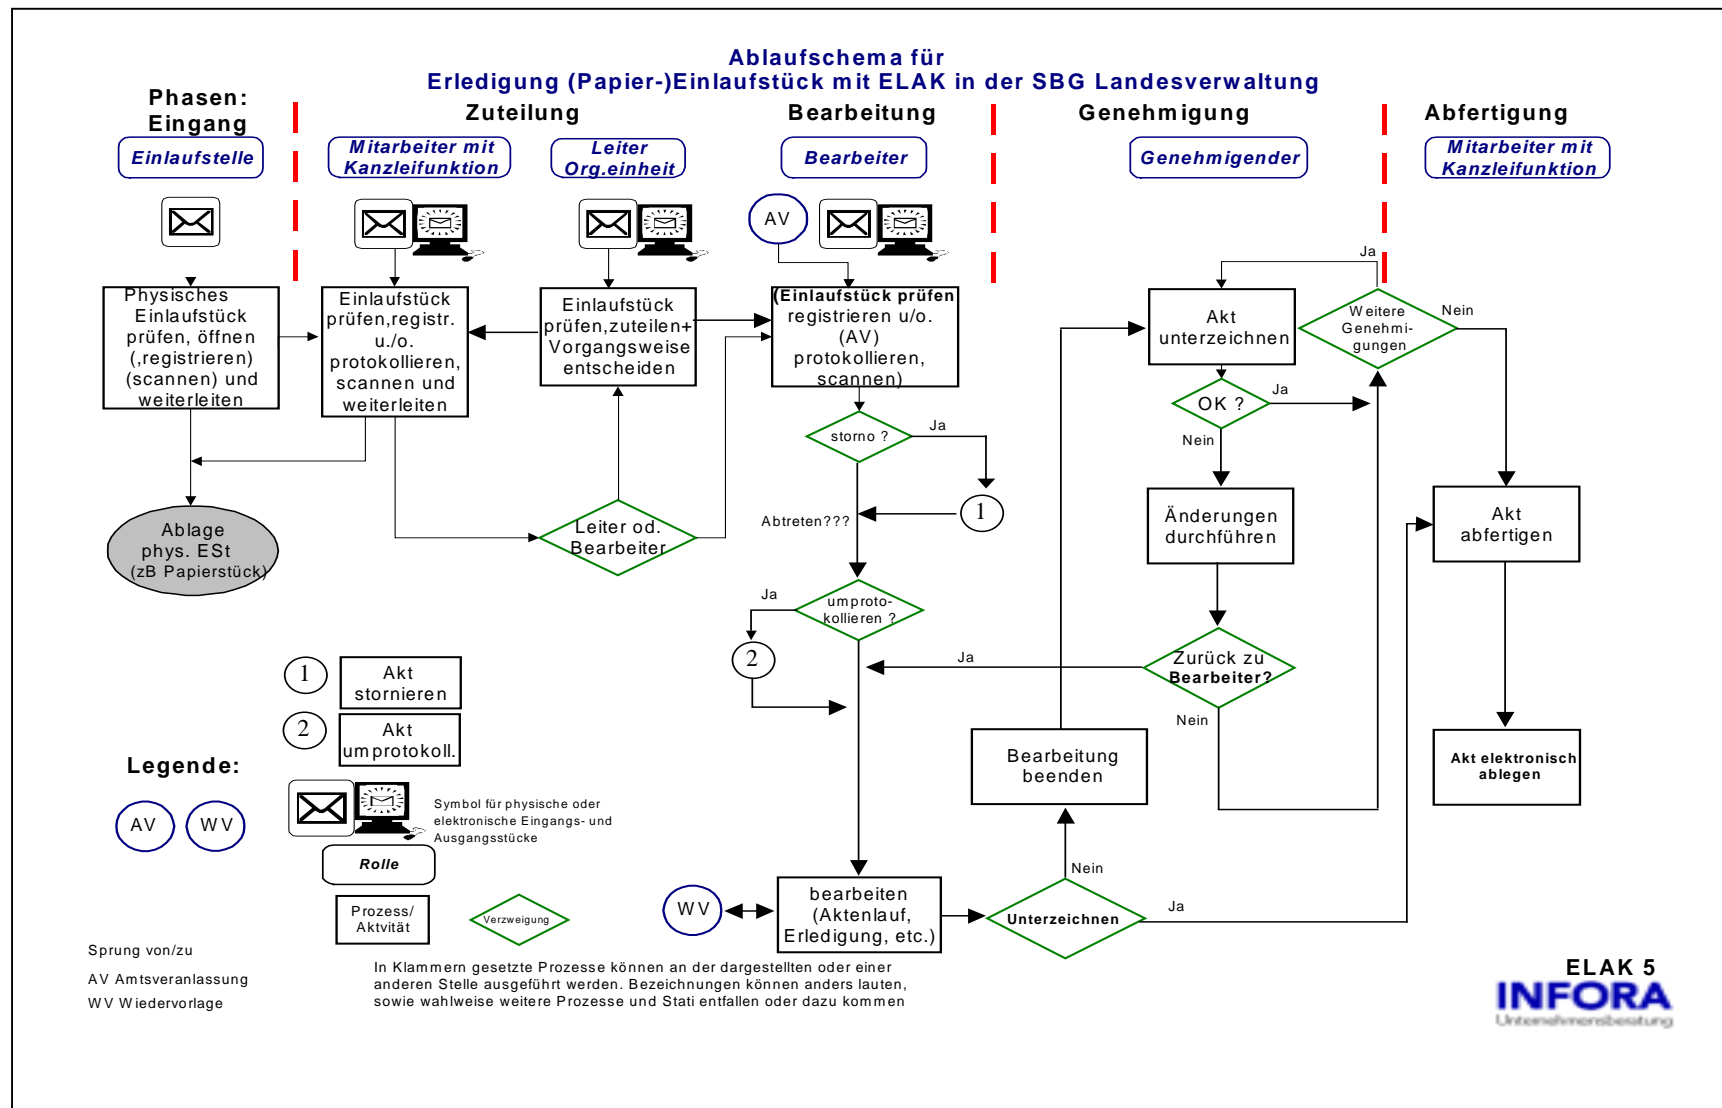 Ablaufschema für
Erledigung (Papier-)Einlaufstück mit ELAK in der SBG Landesverwaltung
Phasen:
Eingang
Zuteilung
Bearbeitung
Genehmigung
Abfertigung
Einlaufstelle
Mitarbeiter mit
Kanzleifunktion
Leiter
Org.einheit
Bearbeiter
Genehmigender
Mitarbeiter mit
Kanzleifunktion
AV
Physisches
Einlaufstück
prüfen, öffnen
(,registrieren)
(scannen) und
weiterleiten
Einlaufstück
prüfen,registr.
u./o.
protokollieren,
scannen und
weiterleiten
Einlaufstück
prüfen,zuteilen+
Vorgangsweise
entscheiden
(Einlaufstück prüfen
registrieren u/o.
(AV)
protokollieren,
scannen)
Akt
unterzeichnen
Ja
Weitere
Genehmi-
gungen
Nein
OK ?
Ja
Nein
storno ?
Ja
1
Abtreten???
Ablage
phys. ESt
(zB Papierstück)
Leiter od.
Bearbeiter
Änderungen
durchführen
Akt
abfertigen
Ja
umproto-
kollieren ?
2
Ja
Zurück zu
Bearbeiter?
Nein
1
Akt
stornieren
2
Akt
umprotokoll.
Bearbeitung
beenden
Akt elektronisch
ablegen
Legende:
AV
WV
Symbol für physische oder
elektronische Eingangs- und
Ausgangsstücke
Rolle
Prozess/
Aktvität
Verzweigung
WV
bearbeiten
(Aktenlauf,
Erledigung, etc.)
Nein
Unterzeichnen
Ja
Sprung von/zu
AV Amtsveranlassung
WV Wiedervorlage
In Klammern gesetzte Prozesse können an der dargestellten oder einer
anderen Stelle ausgeführt werden. Bezeichnungen können anders lauten,
sowie wahlweise weitere Prozesse und Stati entfallen oder dazu kommen
ELAK 5
INFORA
Unternehmensberatung